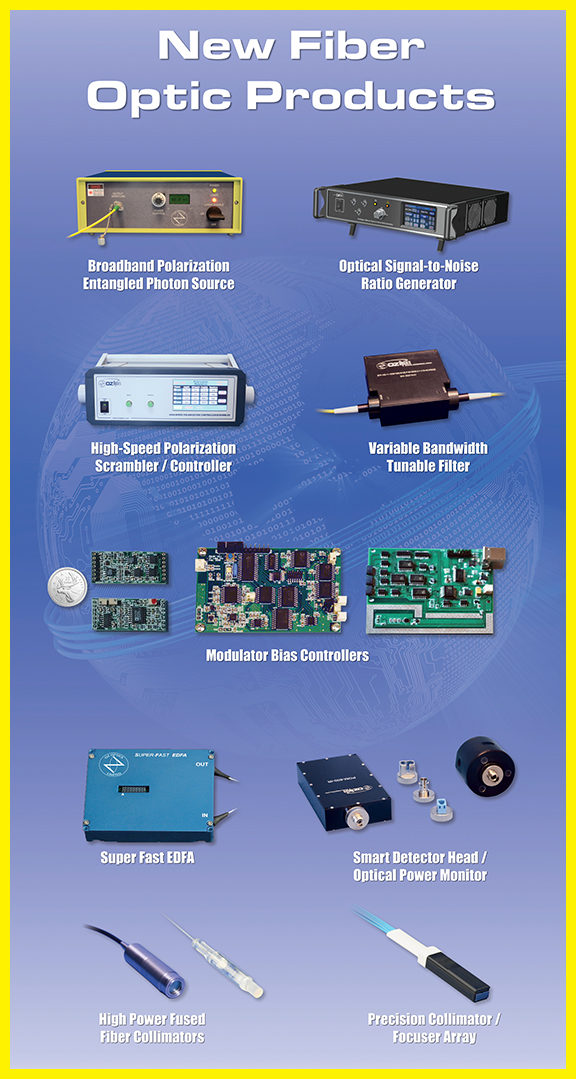 New Fiber
Optic Products
Broadband Polarization
Entangled Photon Source
Optical Signal-to-Noise
Ratio Generator
High-Speed Polarization
Scrambler / Controller
Variable Bandwidth
Tunable Filter
Modulator Bias Controllers
SUPER-FAST EDFA
OUT
IN
Super Fast EDFA
Smart Detector Head /
Optical Power Monitor
High Power Fused
Fiber Collimators
Precision Collimator /
Focuser Array